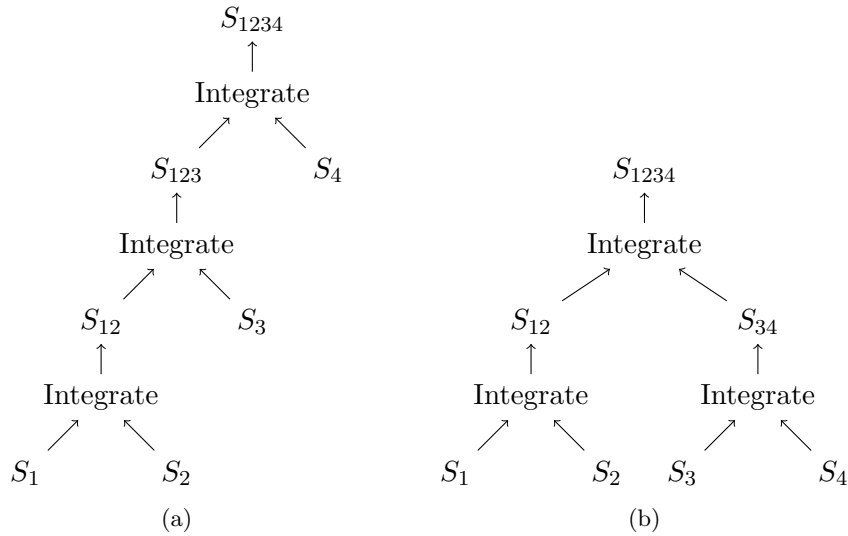 S1234
Integrate
S123 S4 S1234
Integrate Integrate
S12 S3 S12 S34
Integrate Integrate Integrate
S1 S2 S1 S2 S3 S4
(a) (b)